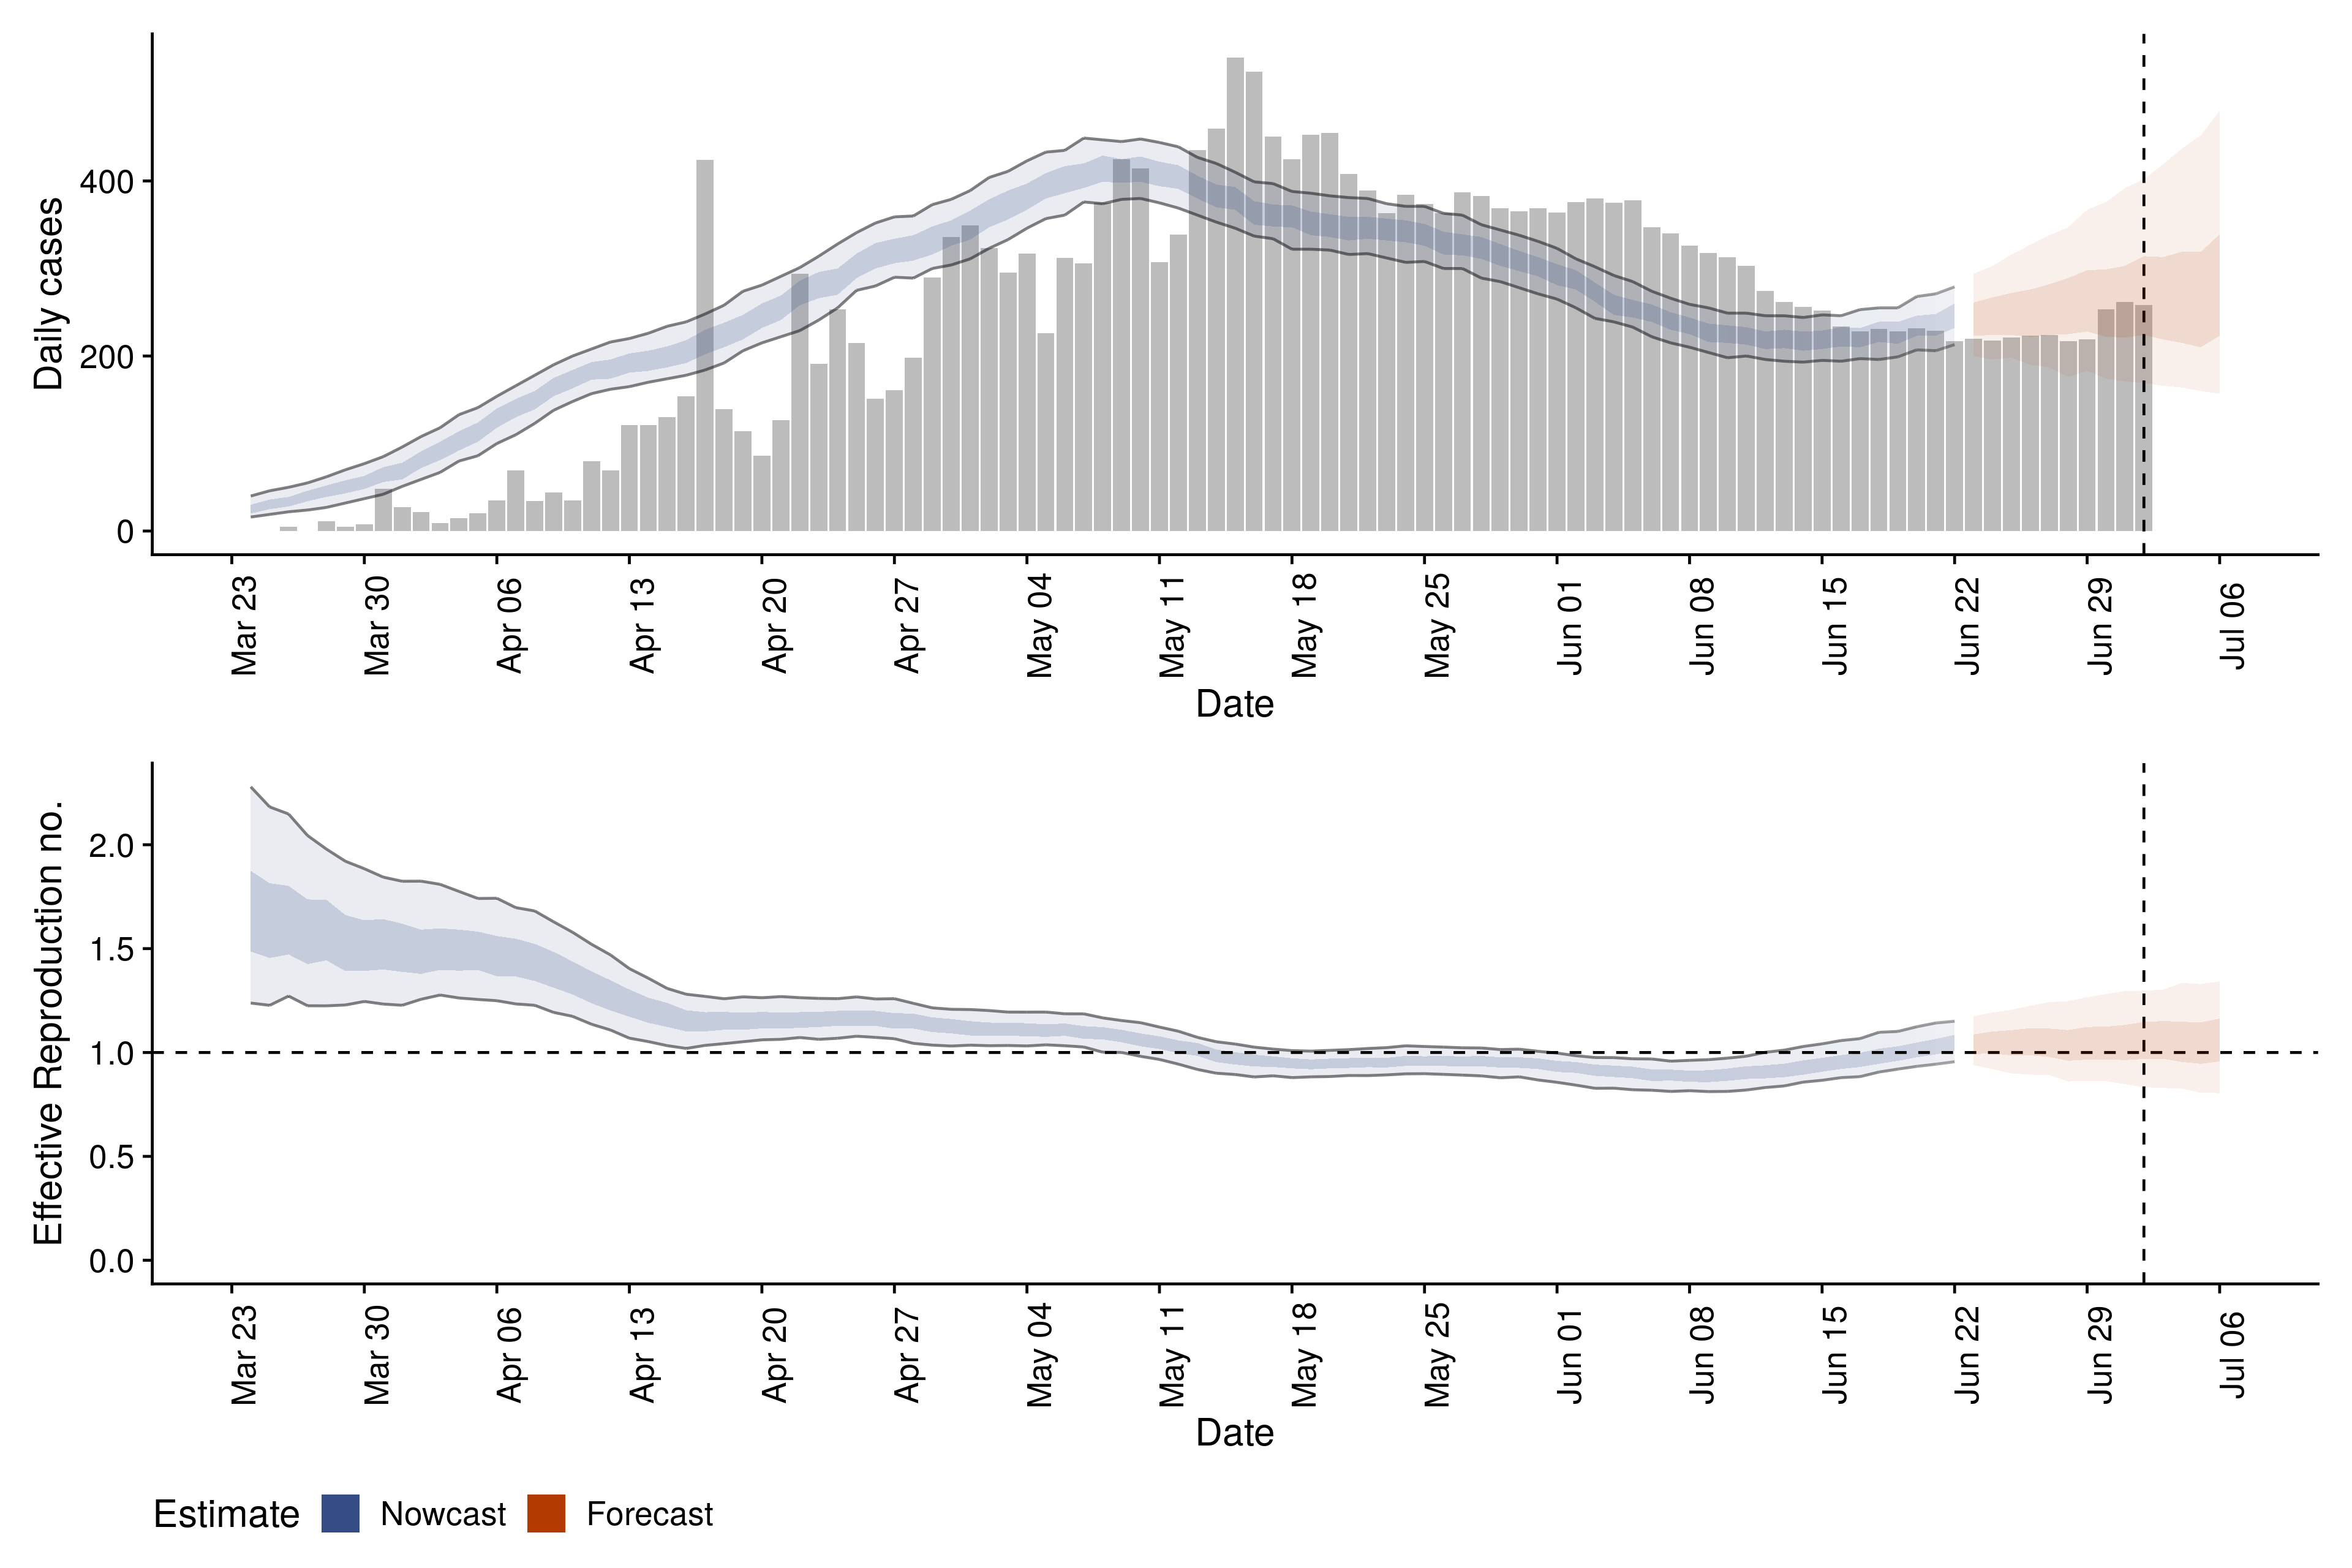 Daily cases
400
200
0
Mar 23 Mar 30 Apr 06 Apr 13 Apr 20 Apr 27 May 04 May 11 May 18 May 25 Jun 01 Jun 08 Jun 15 Jun 22 Jun 29 Jul 06
Date
Effective Reproduction no.
2.0
1.5
1.0
0.5
0.0
Mar 23 Mar 30 Apr 06 Apr 13 Apr 20 Apr 27 May 04 May 11 May 18 May 25 Jun 01 Jun 08 Jun 15 Jun 22 Jun 29 Jul 06
Date
Estimate Nowcast Forecast